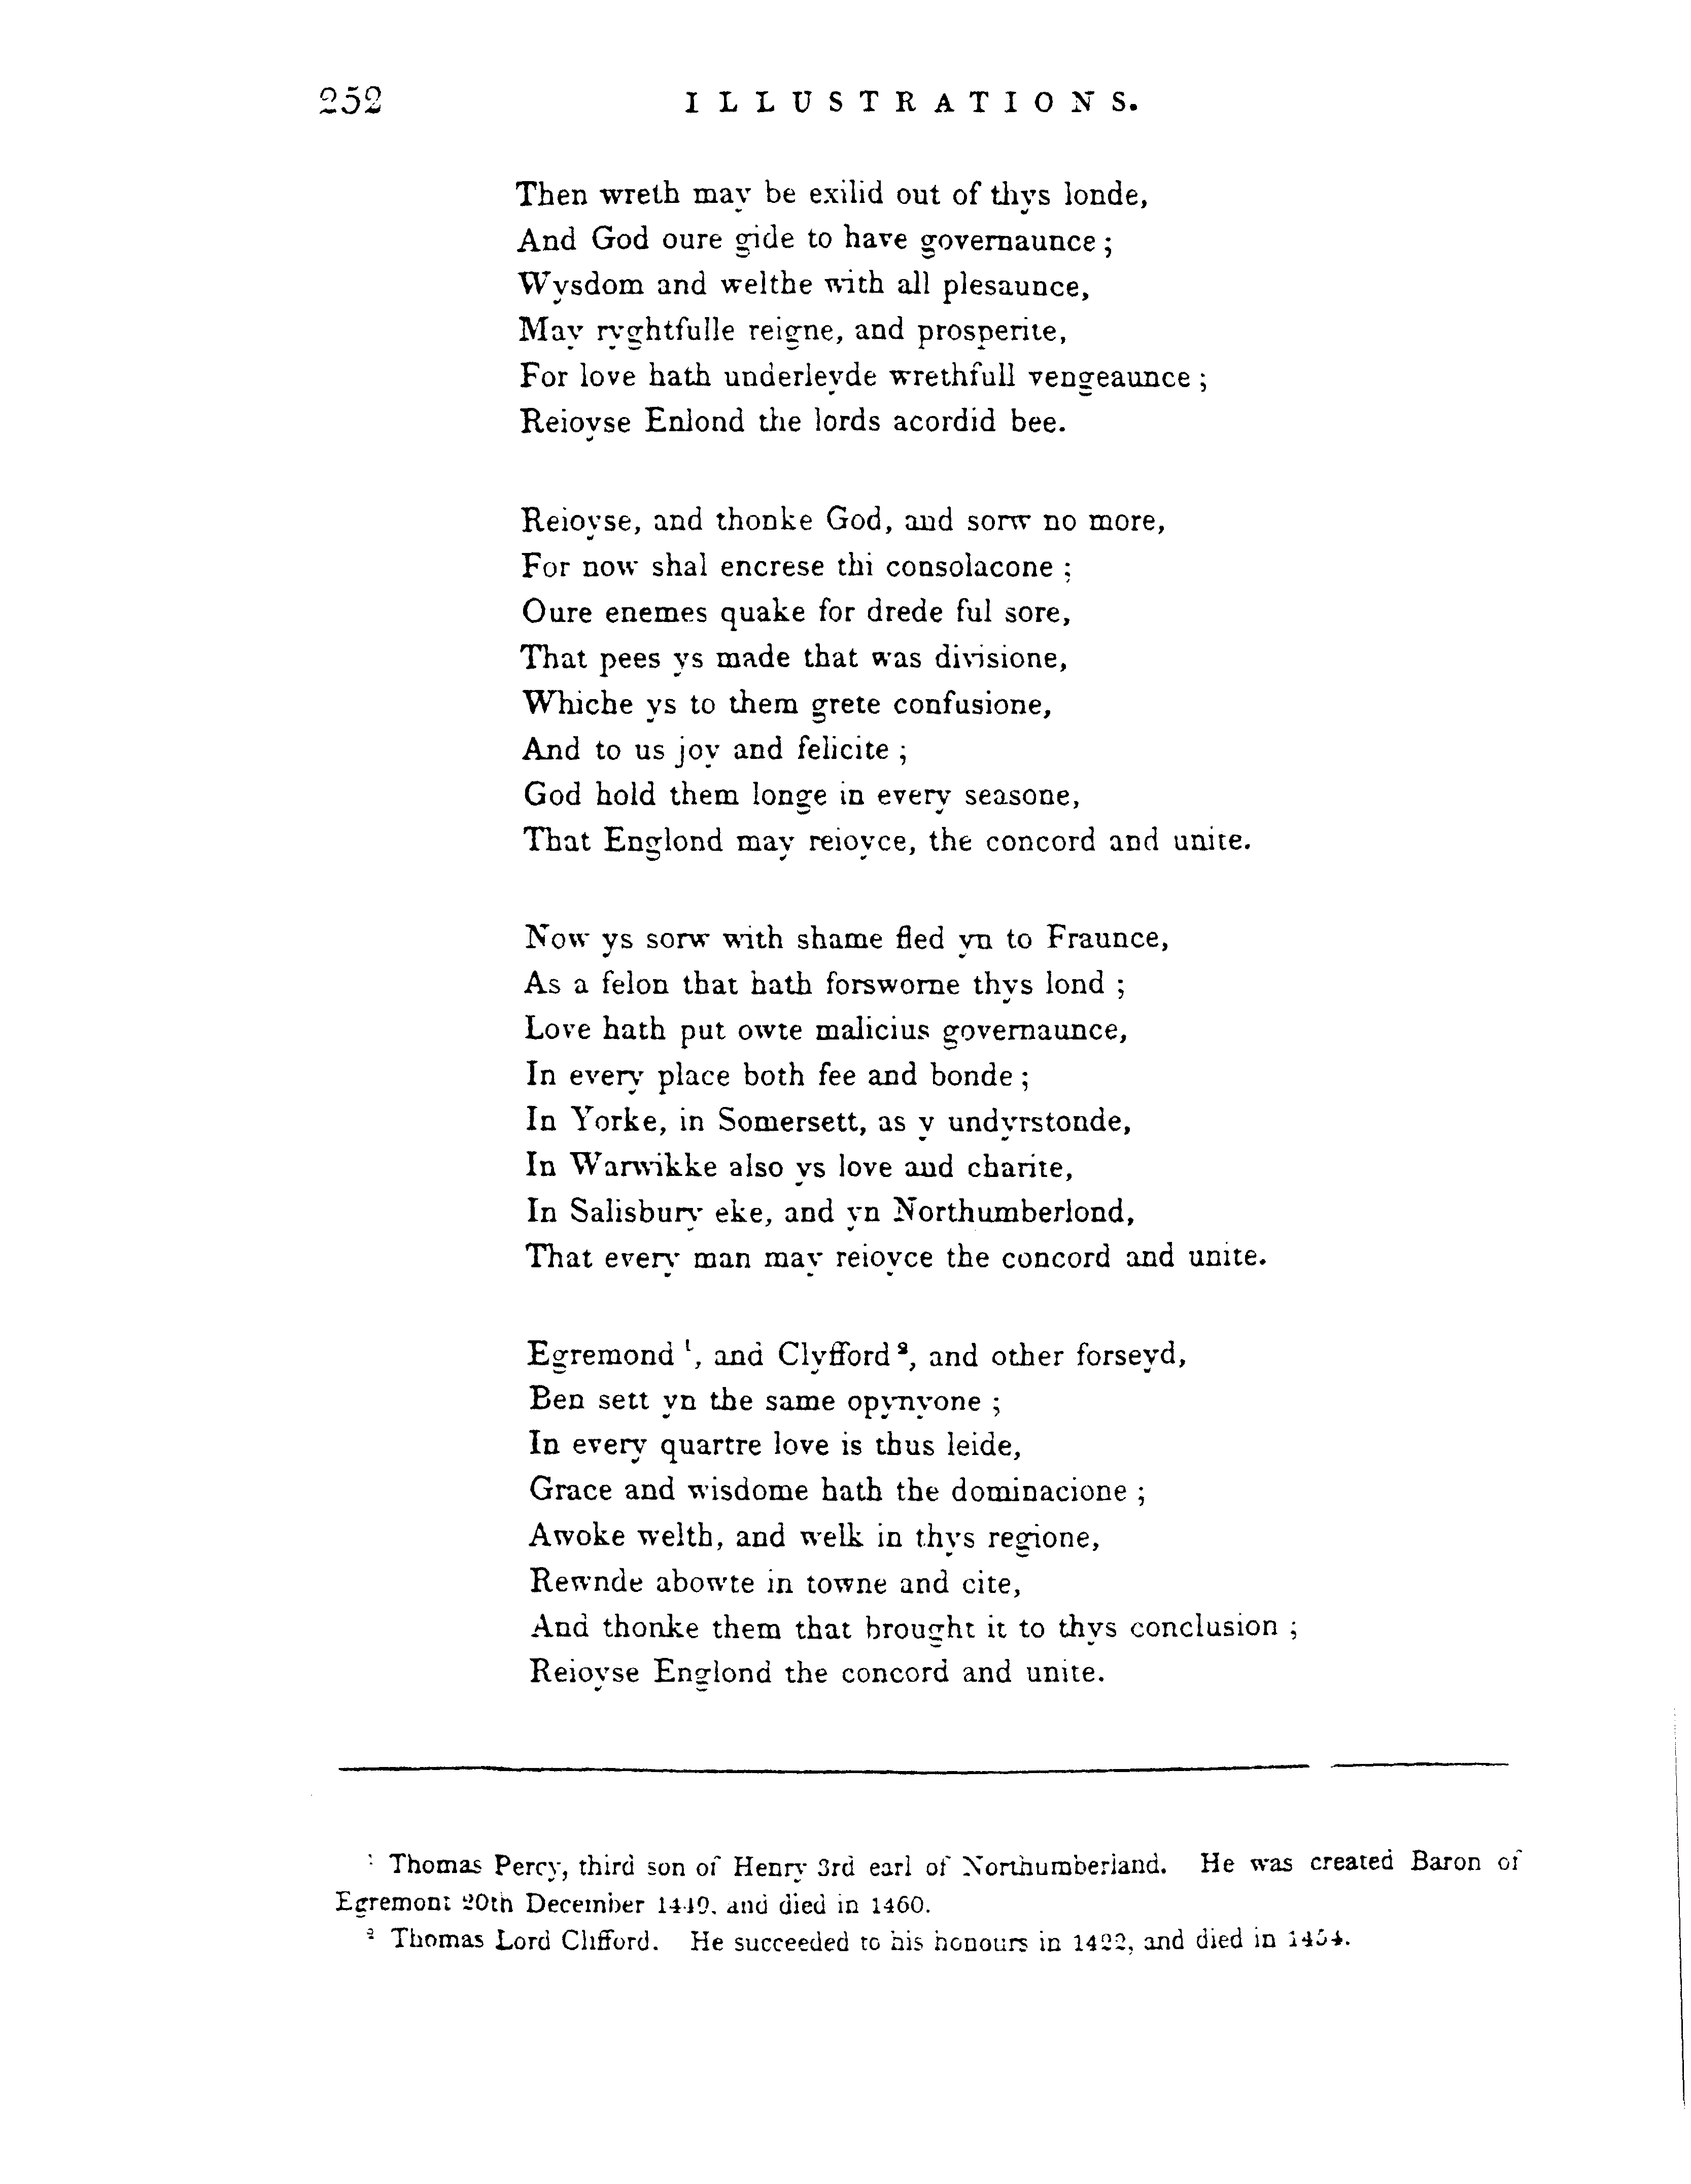 252 ILLUSTRATIONS.
Then wreth may be exilid out of thys londe,
And God oure gide to have governaunce ;
Wysdom and welthe with all plesaunce,
May ryghtfulle reigne, and prosperite,
For love hath underleyde wrethfull vengeaunce ;
Reioyse Enlond the lords acordid bee.
Reioyse, and thonke God, and sorw no more,
For now shal encrese thi consolacone ;
Oure enemes quake for drede ful sore,
That pees ys made that was divisione,
Whiche ys to them grete confusione,
And to us joy and felicite ;
God hold them longe in every seasone,
That Englond may reioyce, the concord and unite.
Now ys sorw with shame fled yn to Fraunce,
As a felon that hath forsworne thys lond ;
Love hath put owte malicius governaunce,
In every place both fee and bonde ;
In Yorke, in Somersett, as y undyrstonde,
In Warwikke also ys love and charite,
In Salisbury eke, and yn Northumberlond,
That every man may reioyce the concord and unite.
Egremond ¹, and Clyfford ², and other forseyd,
Ben sett yn the same opynyone ;
In every quartre love is thus leide,
Grace and wisdome hath the dominacione ;
Awoke welth, and welk in thys regione,
Rewnde abowte in towne and cite,
And thonke them that brought it to thys conclusion ;
Reioyse Englond the concord and unite.
¹ Thomas Percy, third son of Henry 3rd earl of Northumberland. He was created Baron of
Egremont 20th December 1449, and died in 1460.
² Thomas Lord Clifford. He succeeded to his honours in 1422, and died in 1454.